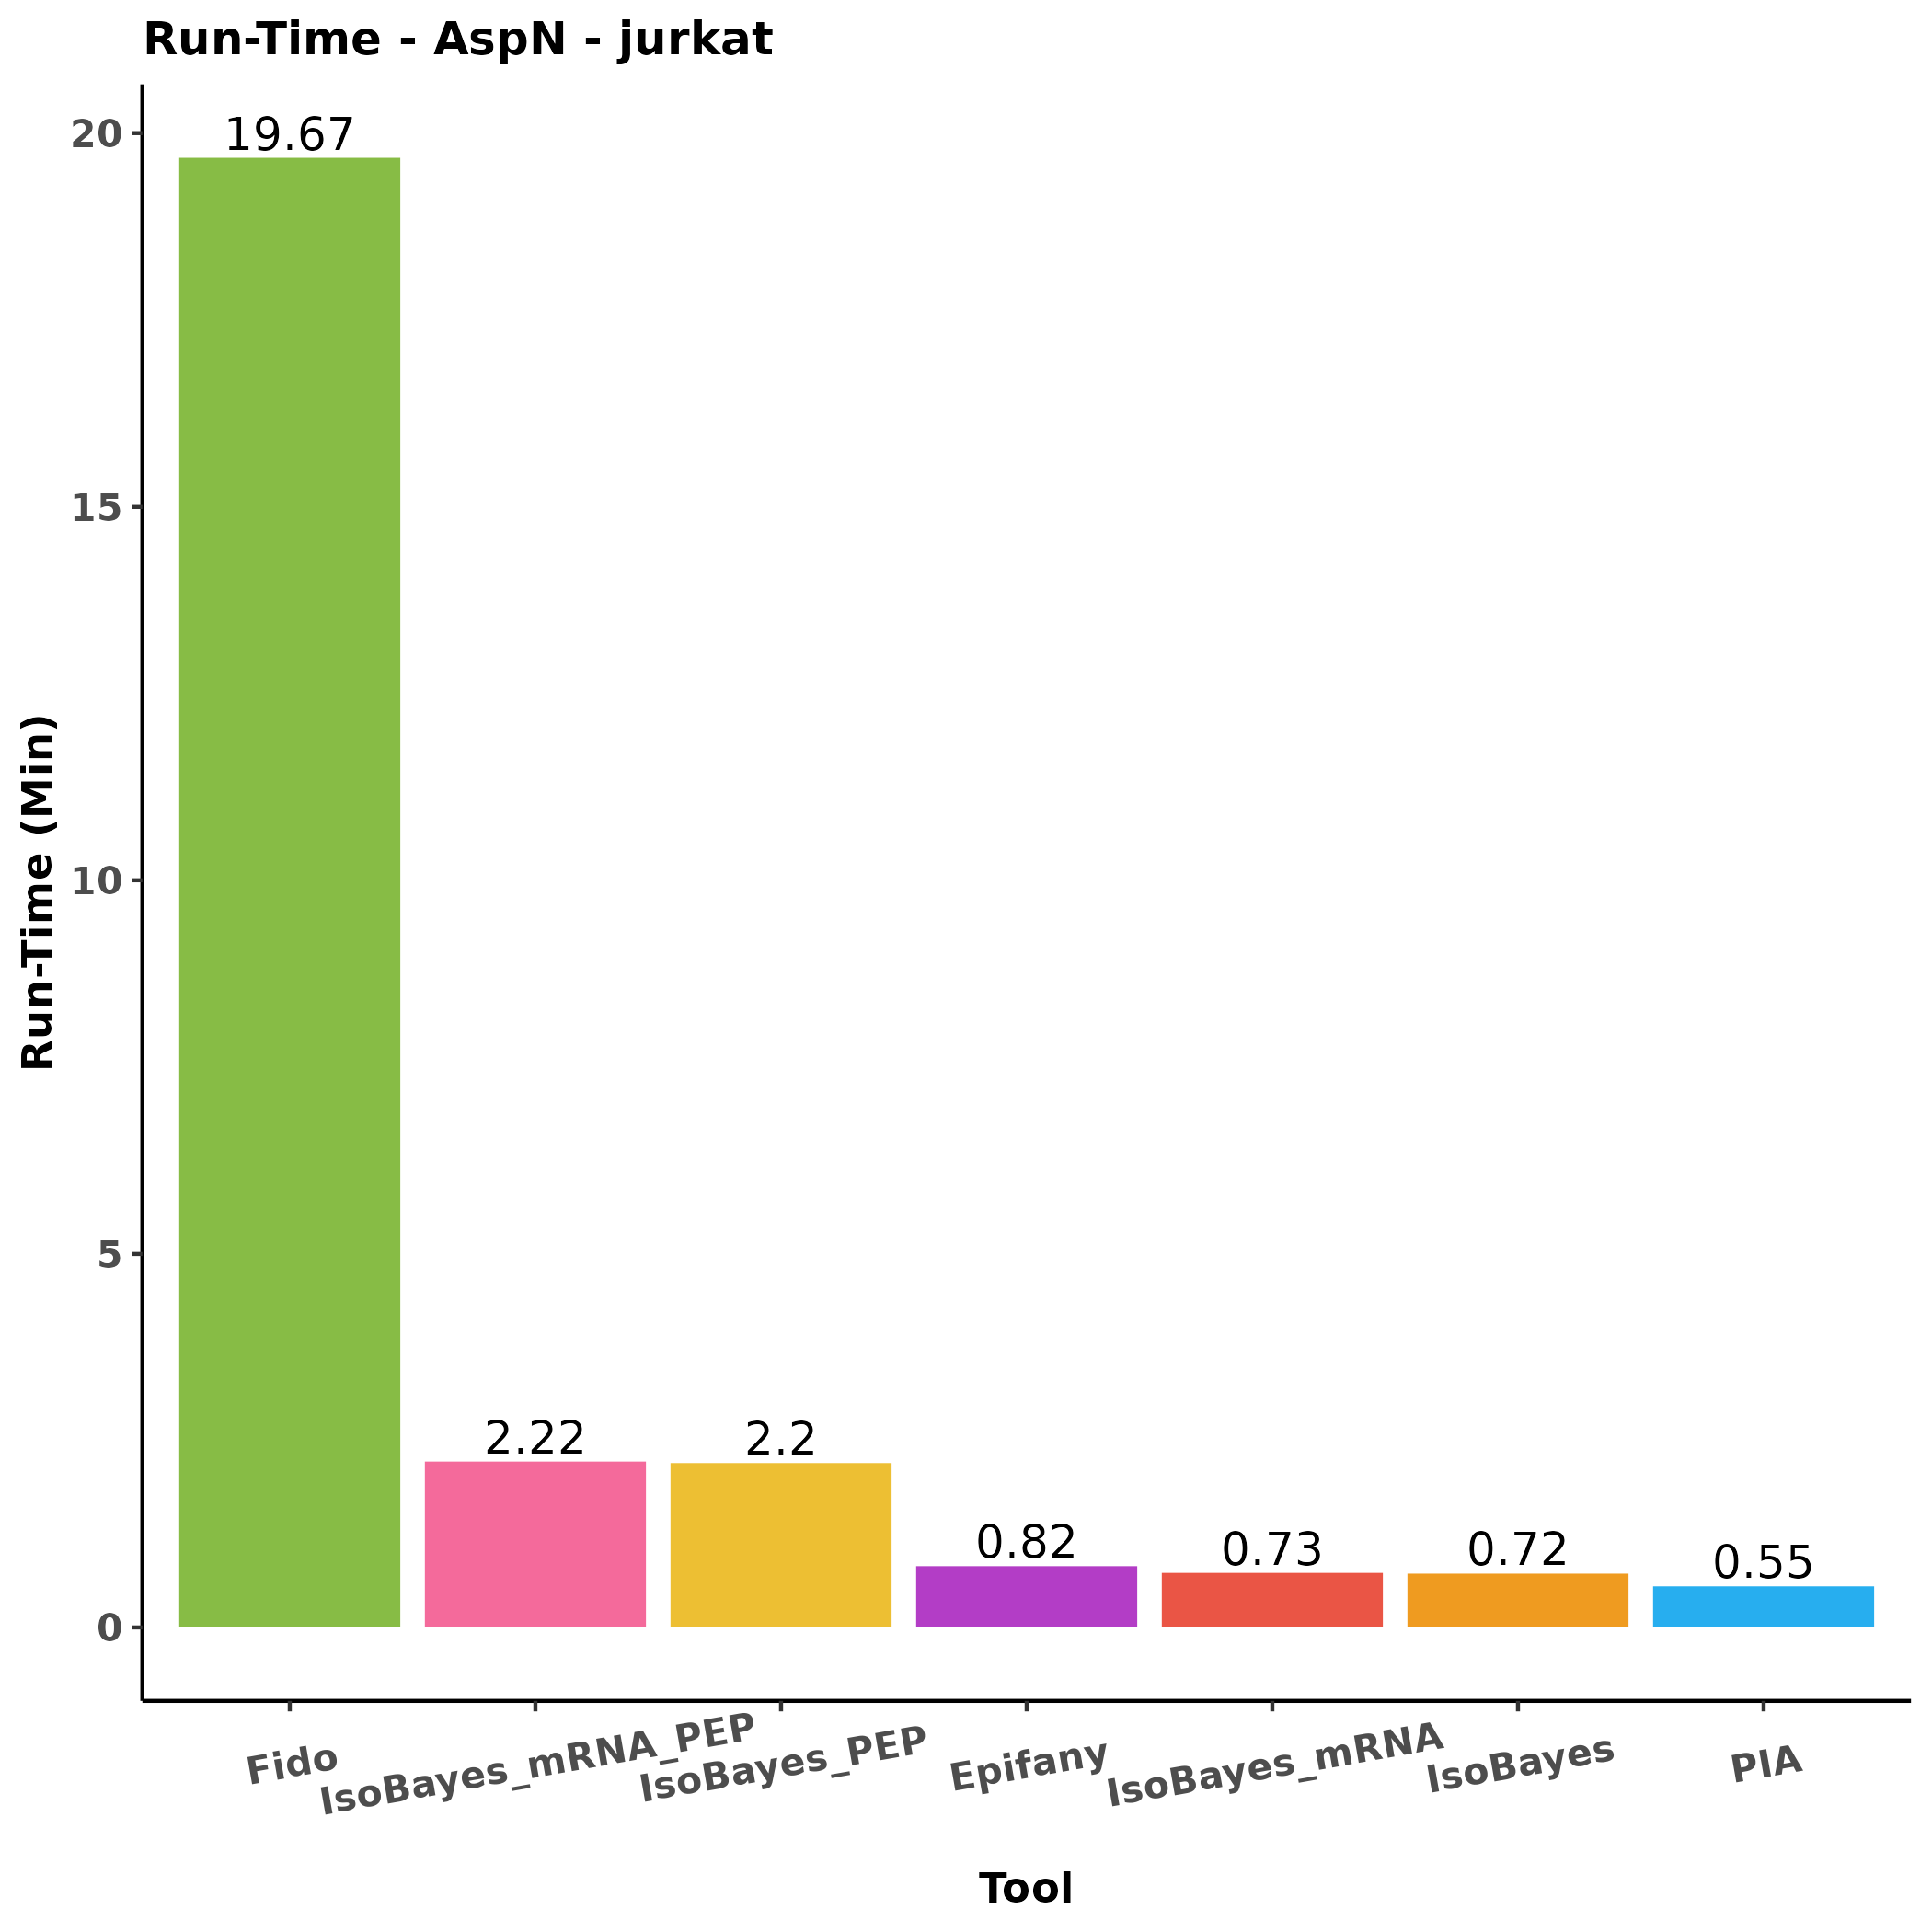 Run-Time - AspN - jurkat
Run-Time (Min)
20
15
10
5
0
19.67
2.22
2.2
0.82
0.73
0.72
0.55
Fido
IsoBayes_mRNA_PEP
IsoBayes_PEP
Epifany
IsoBayes_mRNA
IsoBayes
PIA
Tool